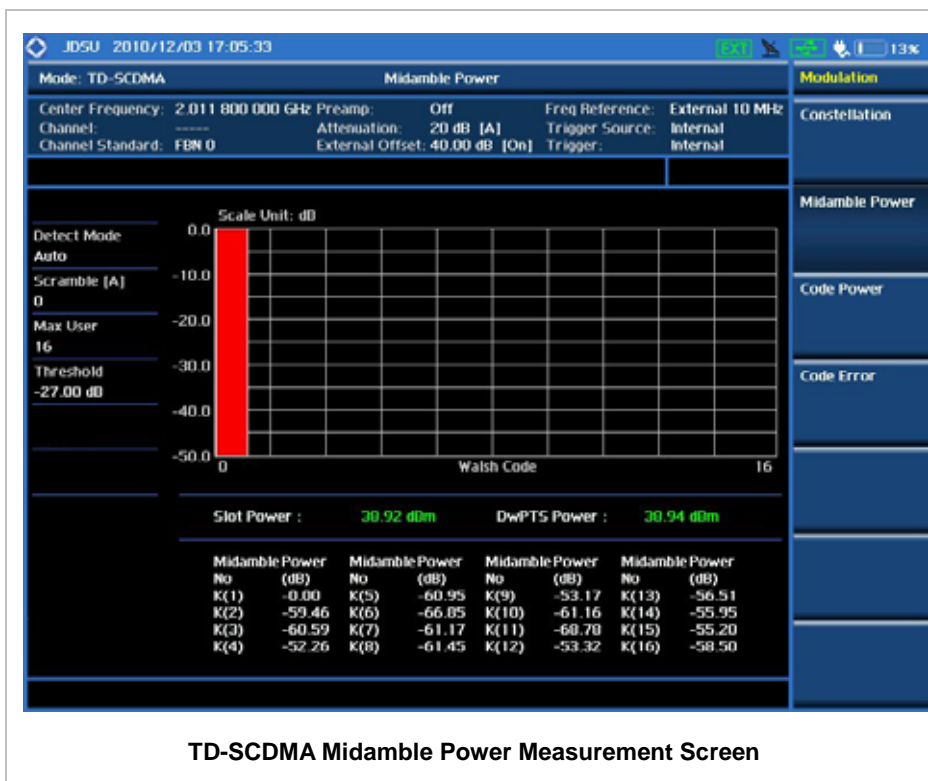 JDSU 2010/12/03 17:05:33 EXT 13%
Mode: TD-SCDMA Midamble Power Modulation
Center Frequency: 2.011 800 000 GHz Preamp: Off Freq Reference: External 10 MHz
Channel: ----- Attenuation: 20 dB [A] Trigger Source: Internal
Channel Standard: FBN 0 External Offset: 40.00 dB [On] Trigger: Internal
Constellation
Midamble Power
Code Power
Code Error
Detect Mode
Auto
Scramble [A]
0
Max User
16
Threshold
-27.00 dB
Scale Unit: dB
0.0
-10.0
-20.0
-30.0
-40.0
-50.0
0 Walsh Code 16
Slot Power : 38.92 dBm DwPTS Power : 38.94 dBm
Midamble Power Midamble Power Midamble Power Midamble Power
No (dB) No (dB) No (dB) No (dB)
K(1) -0.00 K(5) -60.95 K(9) -53.17 K(13) -56.51
K(2) -59.46 K(6) -66.85 K(10) -61.16 K(14) -55.95
K(3) -60.59 K(7) -61.17 K(11) -68.78 K(15) -55.20
K(4) -52.26 K(8) -61.45 K(12) -53.32 K(16) -58.50
TD-SCDMA Midamble Power Measurement Screen